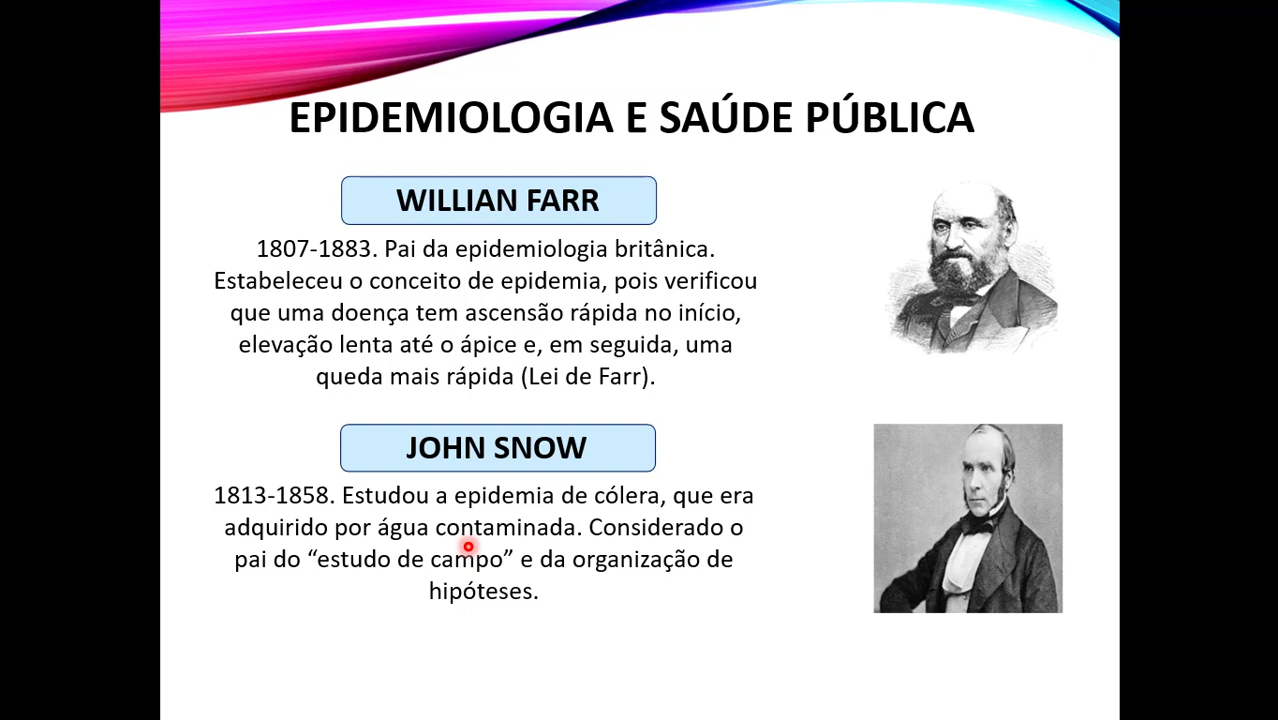 EPIDEMIOLOGIA E SAÚDE PÚBLICA
WILLIAN FARR
1807-1883. Pai da epidemiologia britânica.
Estabeleceu o conceito de epidemia, pois verificou
que uma doença tem ascensão rápida no início,
elevação lenta até o ápice e, em seguida, uma
queda mais rápida (Lei de Farr).
JOHN SNOW
1813-1858. Estudou a epidemia de cólera, que era
adquirido por água contaminada. Considerado o
pai do “estudo de campo” e da organização de
hipóteses.